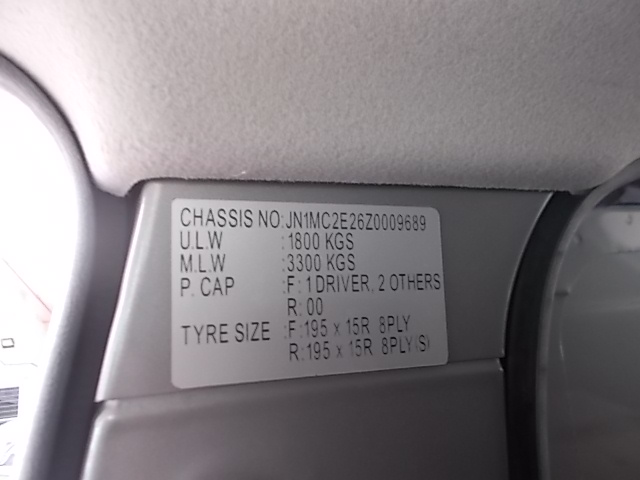 CHASSIS NO:JN1MC2E26Z0009689
U.L.W :1800 KGS
M.L.W :3300 KGS
P. CAP :F: 1 DRIVER. 2 OTHERS
R: 00
TYRE SIZE :F:195 x 15R 8PLY
R:195 x 15R 8PLY(S)